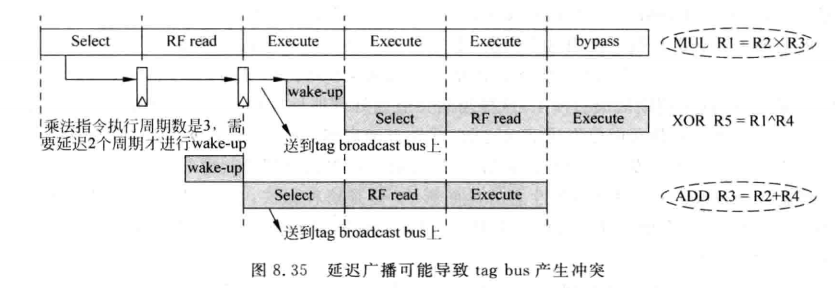 Select RF read Execute Execute Execute bypass MUL R1=R2×R3
wake-up
Select RF read Execute XOR R5=R1^R4
乘法指令执行周期数是3，需
要延迟2个周期才进行wake-up
送到tag broadcast bus上
wake-up
Select RF read Execute ADD R3=R2+R4
送到tag broadcast bus上
图 8.35 延迟广播可能导致 tag bus 产生冲突